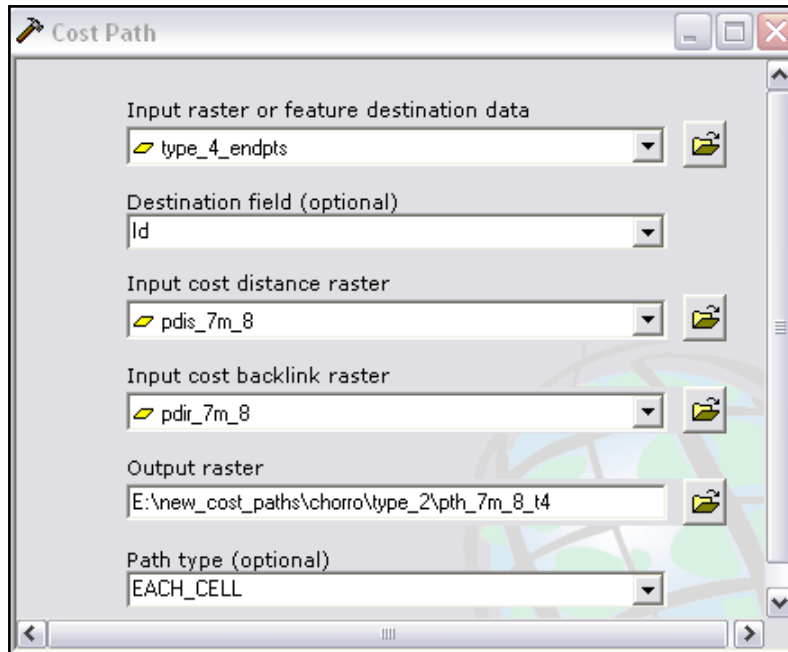 Cost Path
Input raster or feature destination data
type_4_endpts
Destination field (optional)
Id
Input cost distance raster
pdis_7m_8
Input cost backlink raster
pdir_7m_8
Output raster
E:\new_cost_paths\chorro\type_2\pth_7m_8_t4
Path type (optional)
EACH_CELL